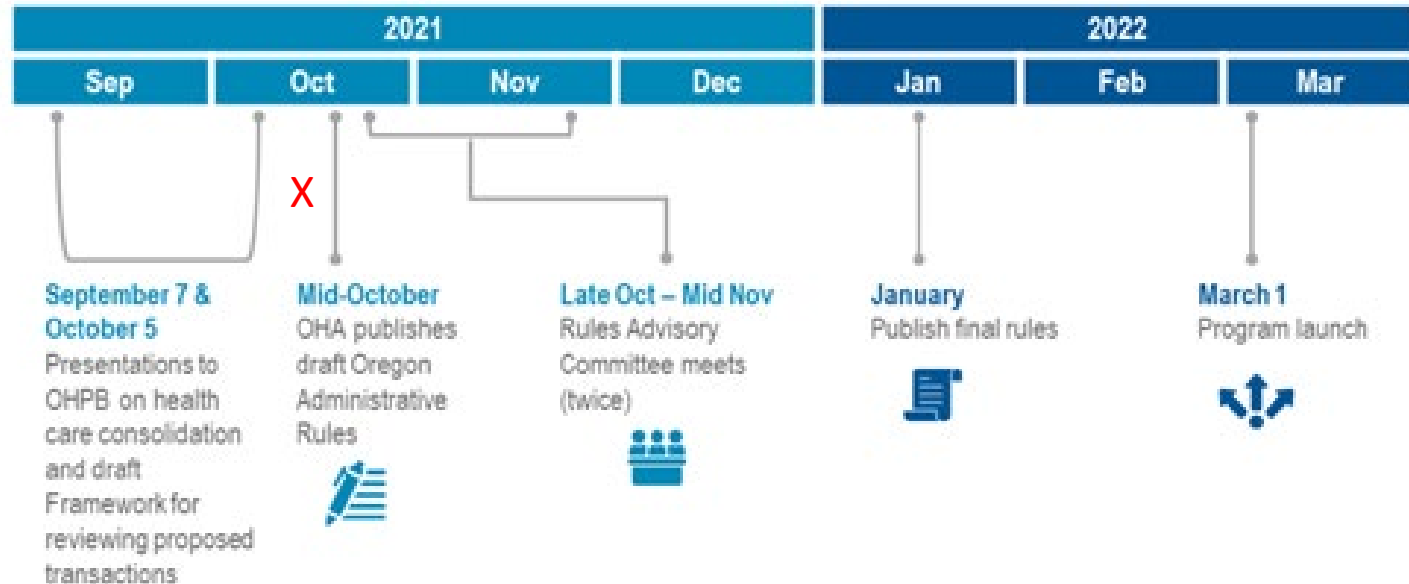 2021
2022
Sep
Oct
Nov
Dec
Jan
Feb
Mar
X
September 7 &
October 5
Presentations to
OHPB on health
care consolidation
and draft
Framework for
reviewing proposed
transactions
Mid-October
OHA publishes
draft Oregon
Administrative
Rules
Late Oct – Mid Nov
Rules Advisory
Committee meets
(twice)
January
Publish final rules
March 1
Program launch